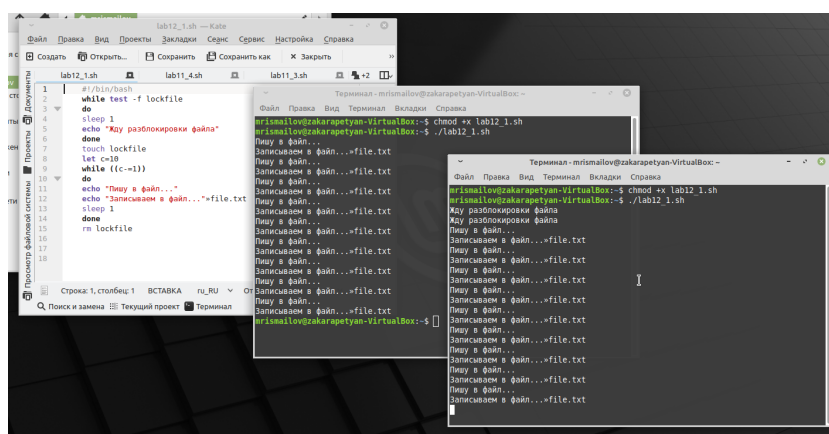 mrismailov
lab12_1.sh — Kate
Файл Правка Вид Проекты Закладки Сеанс Сервис Настройка Справка
Создать Открыть... Сохранить Сохранить как Закрыть »
lab12_1.sh lab11_4.sh lab11_3.sh +2
Документы
Проекты
Просмотр файловой системы
1 #!/bin/bash
2 while test -f lockfile
3 do
4 sleep 1
5 echo "Жду разблокировки файла"
6 done
7 touch lockfile
8 let c=10
9 while ((c-=1))
10 do
11 echo "Пишу в файл..."
12 echo "Записываем в файл..."»file.txt
13 sleep 1
14 done
15 rm lockfile
16
17
18
Строка: 1, столбец: 1 ВСТАВКА ru_RU От
Поиск и замена Текущий проект Терминал
Терминал - mrismailov@zakarapetyan-VirtualBox: ~
Файл Правка Вид Терминал Вкладки Справка
mrismailov@zakarapetyan-VirtualBox:~$ chmod +x lab12_1.sh
mrismailov@zakarapetyan-VirtualBox:~$ ./lab12_1.sh
Пишу в файл...
Записываем в файл...»file.txt
Пишу в файл...
Записываем в файл...»file.txt
Пишу в файл...
Записываем в файл...»file.txt
Пишу в файл...
Записываем в файл...»file.txt
Пишу в файл...
Записываем в файл...»file.txt
Пишу в файл...
Записываем в файл...»file.txt
Пишу в файл...
Записываем в файл...»file.txt
Пишу в файл...
Записываем в файл...»file.txt
Пишу в файл...
Записываем в файл...»file.txt
mrismailov@zakarapetyan-VirtualBox:~$
Терминал - mrismailov@zakarapetyan-VirtualBox: ~
Файл Правка Вид Терминал Вкладки Справка
mrismailov@zakarapetyan-VirtualBox:~$ chmod +x lab12_1.sh
mrismailov@zakarapetyan-VirtualBox:~$ ./lab12_1.sh
Жду разблокировки файла
Жду разблокировки файла
Пишу в файл...
Записываем в файл...»file.txt
Пишу в файл...
Записываем в файл...»file.txt
Пишу в файл...
Записываем в файл...»file.txt
Пишу в файл...
Записываем в файл...»file.txt
Пишу в файл...
Записываем в файл...»file.txt
Пишу в файл...
Записываем в файл...»file.txt
Пишу в файл...
Записываем в файл...»file.txt
Пишу в файл...
Записываем в файл...»file.txt
Пишу в файл...
Записываем в файл...»file.txt